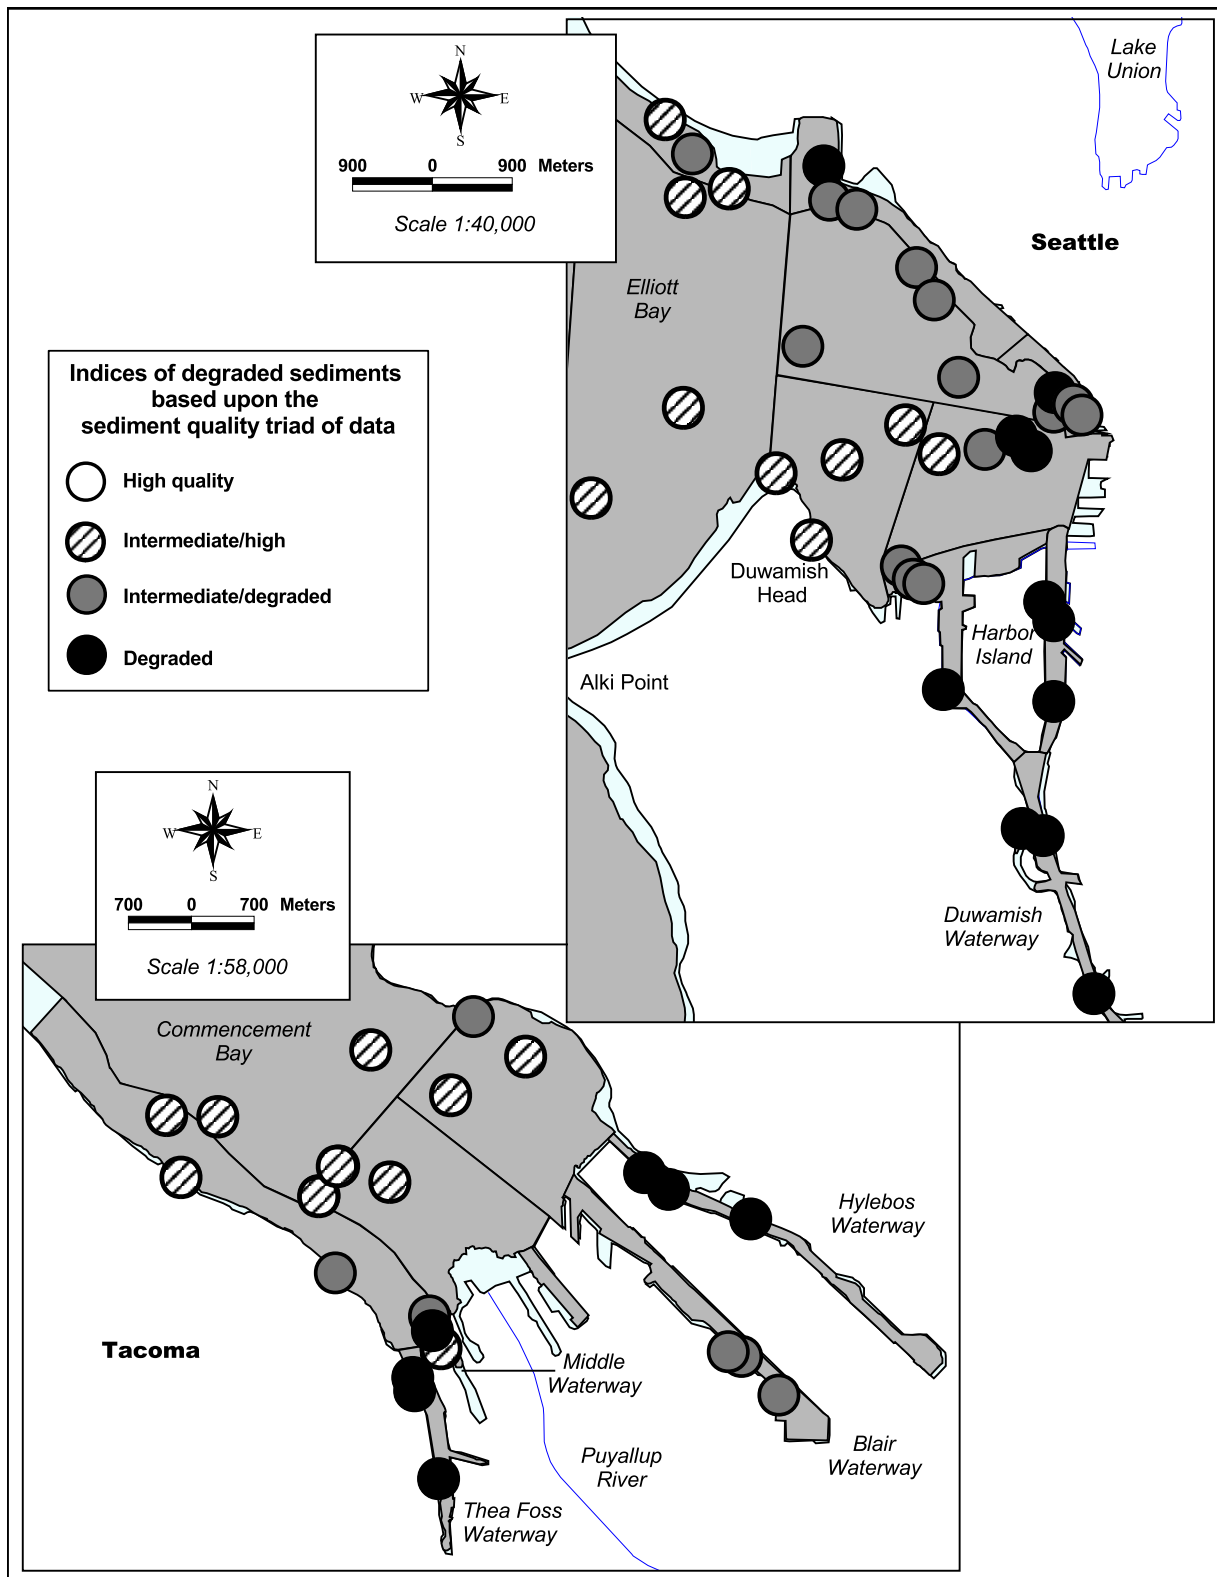 Lake
Union
N
W
E
S
900
0
900
Meters
Scale 1:40,000
Seattle
Elliott
Bay
Indices of degraded sediments
based upon the
sediment quality triad of data
High quality
Intermediate/high
Intermediate/degraded
Degraded
Duwamish
Head
Harbor
Island
Alki Point
N
W
E
S
700
0
700
Meters
Scale 1:58,000
Duwamish
Waterway
Commencement
Bay
Hylebos
Waterway
Tacoma
Middle
Waterway
Puyallup
River
Blair
Waterway
Thea Foss
Waterway